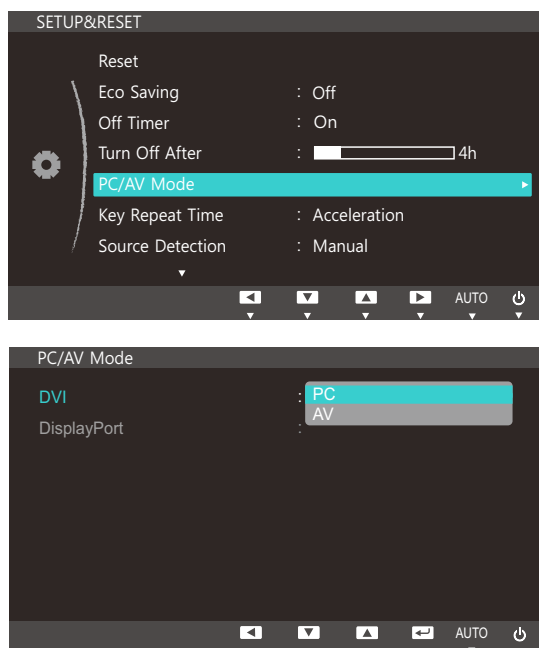 SETUP&RESET
Reset
Eco Saving : Off
Off Timer : On
Turn Off After : 4h
PC/AV Mode
Key Repeat Time : Acceleration
Source Detection : Manual
AUTO
PC/AV Mode
DVI : PC
AV
DisplayPort :
AUTO